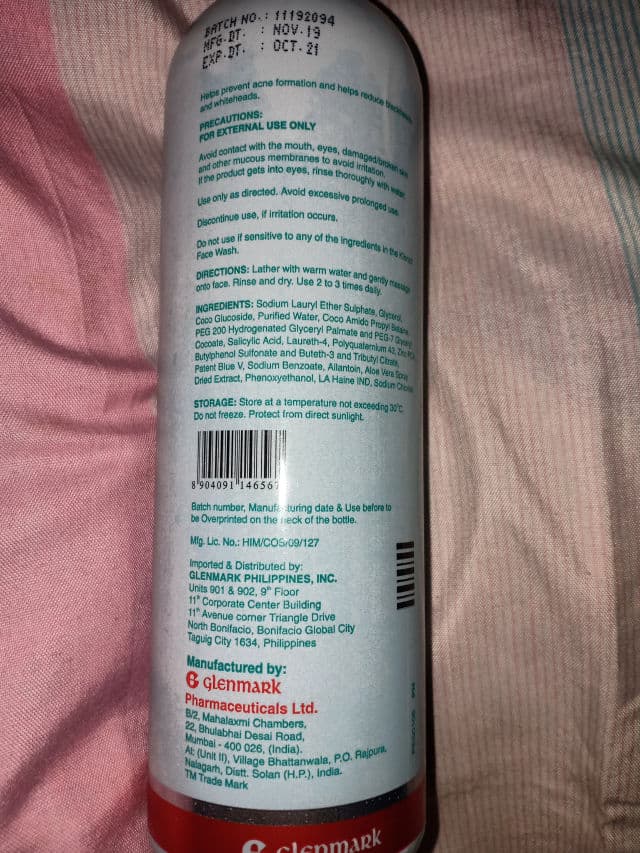 BATCH NO.: 11192094
MFG.DT. : NOV.19
EXP.DT. : OCT.21
Helps prevent acne formation and helps reduce blackheads
and whiteheads.
PRECAUTIONS:
FOR EXTERNAL USE ONLY
Avoid contact with the mouth, eyes, damaged/broken skin
and other mucous membranes to avoid irritation.
If the product gets into eyes, rinse thoroughly with water.
Use only as directed. Avoid excessive prolonged use.
Discontinue use, if irritation occurs.
Do not use if sensitive to any of the ingredients in the
Face Wash.
DIRECTIONS: Lather with warm water and gently massage
onto face. Rinse and dry. Use 2 to 3 times daily.
INGREDIENTS: Sodium Lauryl Ether Sulphate, Glycerol,
Coco Glucoside, Purified Water, Coco Amido Propyl Betaine,
PEG 200 Hydrogenated Glyceryl Palmate and PEG-7 Glyceryl
Cocoate, Salicylic Acid, Laureth-4, Polyquaternium 42, Zinc PCA
Butylphenol Sulfonate and Buteth-3 and Tributyl Citrate,
Patent Blue V, Sodium Benzoate, Allantoin, Aloe Vera Spray
Dried Extract, Phenoxyethanol, LA Haine IND, Sodium Chloride
STORAGE: Store at a temperature not exceeding 30°C.
Do not freeze. Protect from direct sunlight.
8 904091 146567
Batch number, Manufacturing date & Use before to
be Overprinted on the neck of the bottle.
Mfg. Lic. No.: HIM/COS/09/127
Imported & Distributed by:
GLENMARK PHILIPPINES, INC.
Units 901 & 902, 9th Floor
11th Corporate Center Building
11th Avenue corner Triangle Drive
North Bonifacio, Bonifacio Global City
Taguig City 1634, Philippines
Manufactured by:
glenmark
Pharmaceuticals Ltd.
B/2, Mahalaxmi Chambers,
22, Bhulabhai Desai Road,
Mumbai - 400 026, (India).
At: (Unit II), Village Bhattanwala, P.O. Rajpura,
Nalagarh, Distt. Solan (H.P.), India.
TM Trade Mark
glenmark